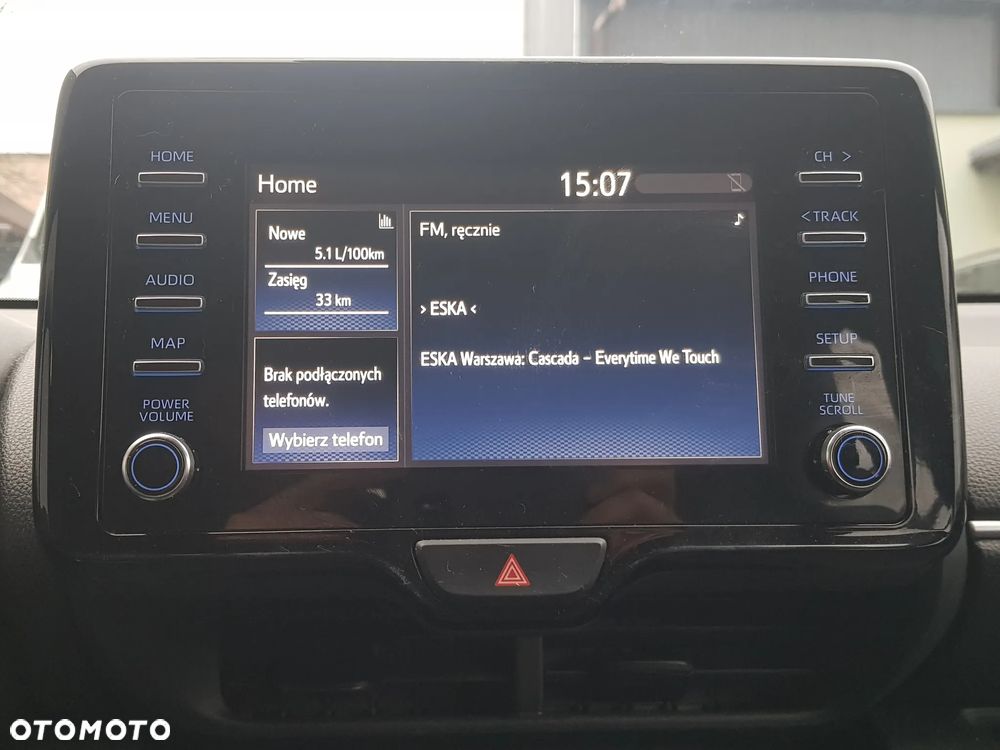 HOME
MENU
AUDIO
MAP
POWER
VOLUME
Home
15:07
Nowe
5.1 L/100km
Zasięg
33 km
Brak podłączonych
telefonów.
Wybierz telefon
FM, ręcznie
› ESKA ‹
ESKA Warszawa: Cascada – Everytime We Touch
CH >
< TRACK
PHONE
SETUP
TUNE
SCROLL
OTOMOTO